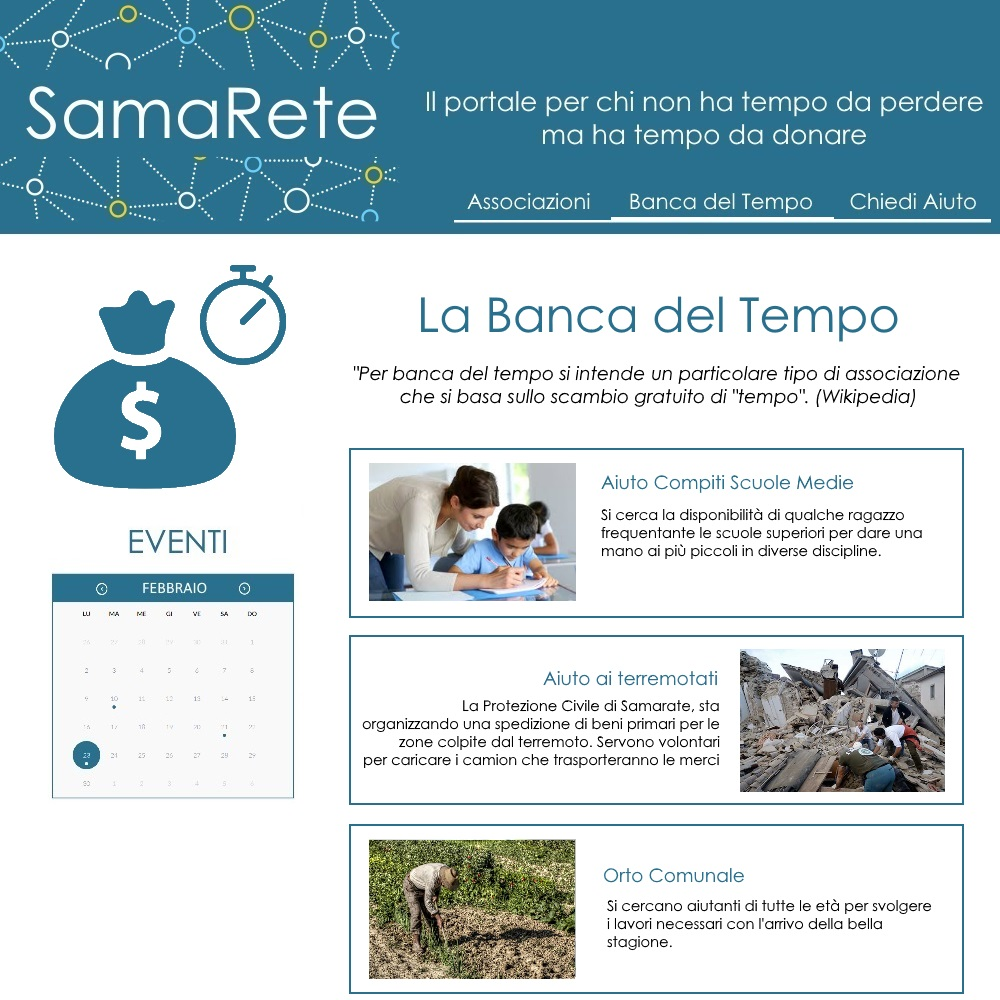 SamaRete
Il portale per chi non ha tempo da perdere
ma ha tempo da donare
Associazioni
Banca del Tempo
Chiedi Aiuto
$
La Banca del Tempo
"Per banca del tempo si intende un particolare tipo di associazione
che si basa sullo scambio gratuito di "tempo". (Wikipedia)
EVENTI
FEBBRAIO
LU MA ME GI VE SA DO
1
2 3 4 5 6 7 8
9 10 11 12 13 14 15
16 17 18 19 20 21 22
23 24 25 26 27 28 29
30 1 2 3 4 5 6
Aiuto Compiti Scuole Medie
Si cerca la disponibilità di qualche ragazzo
frequentante le scuole superiori per dare una
mano ai più piccoli in diverse discipline.
Aiuto ai terremotati
La Protezione Civile di Samarate, sta
organizzando una spedizione di beni primari per le
zone colpite dal terremoto. Servono volontari
per caricare i camion che trasporteranno le merci
Orto Comunale
Si cercano aiutanti di tutte le età per svolgere
i lavori necessari con l'arrivo della bella
stagione.